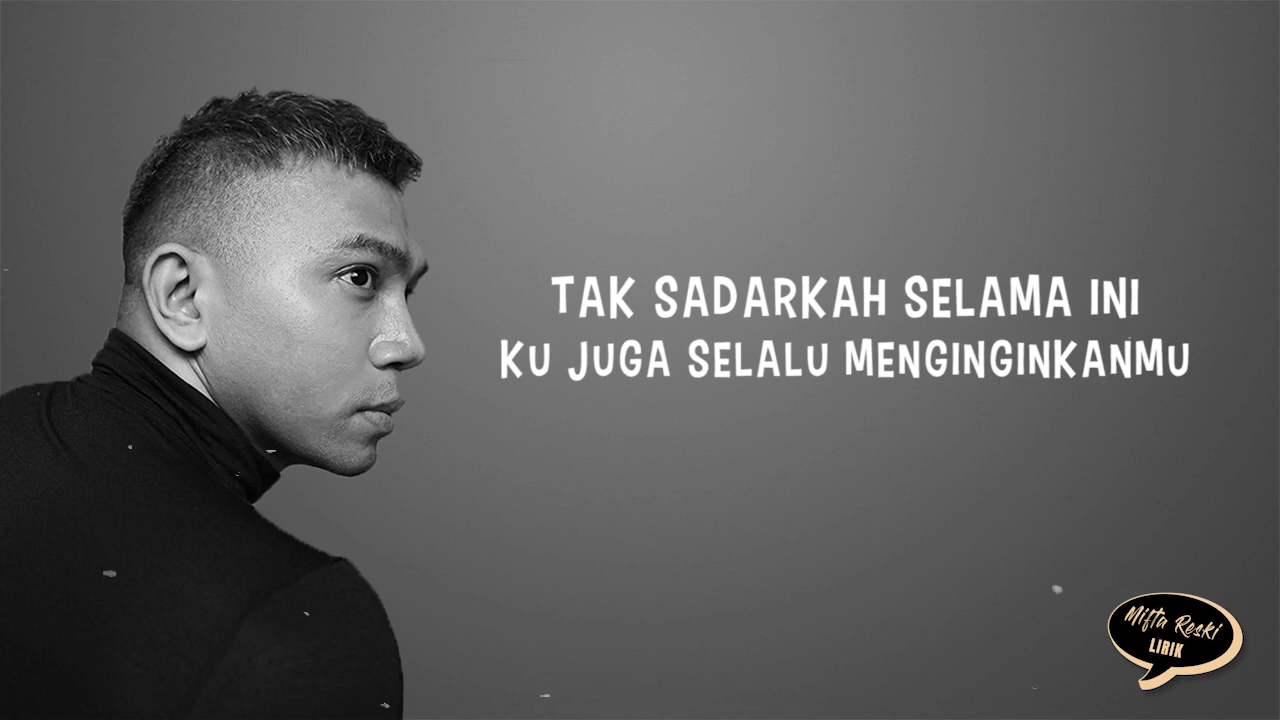 TAK SADARKAH SELAMA INI
KU JUGA SELALU MENGINGINKANMU
Mifta Reski
LIRIK